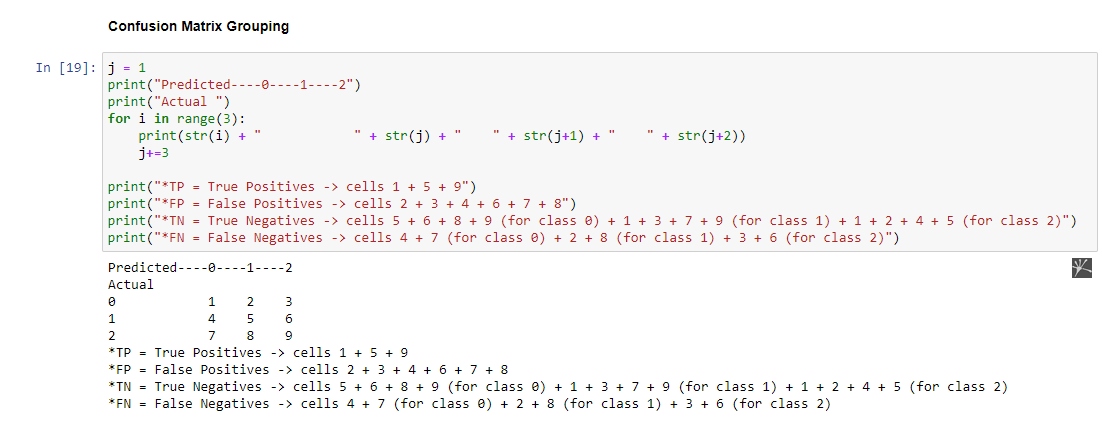 Confusion Matrix Grouping
In [19]: j = 1
print("Predicted----0----1----2")
print("Actual ")
for i in range(3):
    print(str(i) + "            " + str(j) + "    " + str(j+1) + "    " + str(j+2))
    j+=3
print("*TP = True Positives -> cells 1 + 5 + 9")
print("*FP = False Positives -> cells 2 + 3 + 4 + 6 + 7 + 8")
print("*TN = True Negatives -> cells 5 + 6 + 8 + 9 (for class 0) + 1 + 3 + 7 + 9 (for class 1) + 1 + 2 + 4 + 5 (for class 2)")
print("*FN = False Negatives -> cells 4 + 7 (for class 0) + 2 + 8 (for class 1) + 3 + 6 (for class 2)")
Predicted----0----1----2
Actual
0            1    2    3
1            4    5    6
2            7    8    9
*TP = True Positives -> cells 1 + 5 + 9
*FP = False Positives -> cells 2 + 3 + 4 + 6 + 7 + 8
*TN = True Negatives -> cells 5 + 6 + 8 + 9 (for class 0) + 1 + 3 + 7 + 9 (for class 1) + 1 + 2 + 4 + 5 (for class 2)
*FN = False Negatives -> cells 4 + 7 (for class 0) + 2 + 8 (for class 1) + 3 + 6 (for class 2)